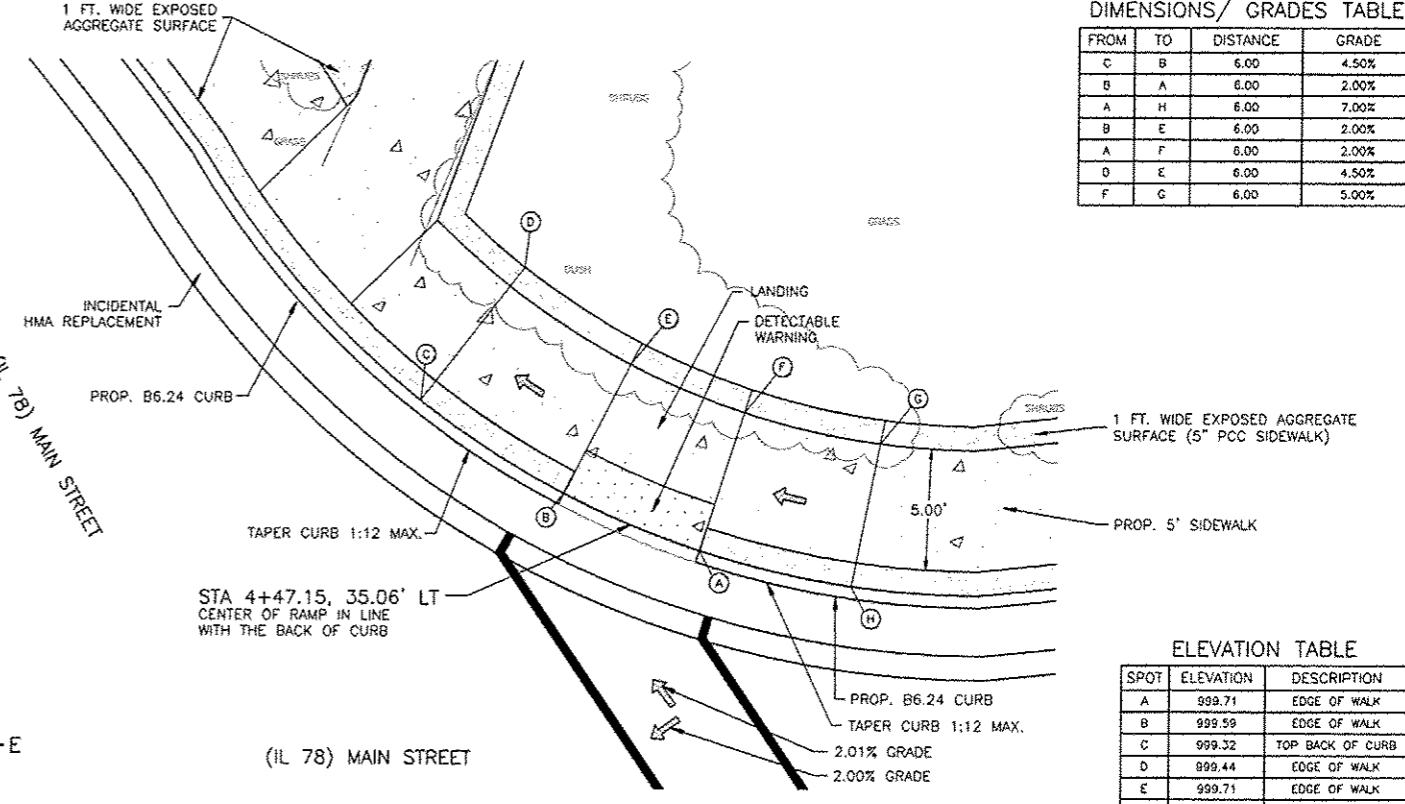 1 FT. WIDE EXPOSED
AGGREGATE SURFACE
SHRUBS
GRASS
SHRUBS
GRASS
BUSH
SHRUBS
D
E
C
F
G
B
A
H
LANDING
DETECTABLE
WARNING
INCIDENTAL
HMA REPLACEMENT
PROP. B6.24 CURB
78) MAIN STREET
TAPER CURB 1:12 MAX.
STA 4+47.15, 35.06' LT
CENTER OF RAMP IN LINE
WITH THE BACK OF CURB
5.00'
1 FT. WIDE EXPOSED AGGREGATE
SURFACE (5" PCC SIDEWALK)
PROP. 5' SIDEWALK
PROP. B6.24 CURB
TAPER CURB 1:12 MAX.
2.01% GRADE
2.00% GRADE
-E
(IL 78) MAIN STREET
DIMENSIONS/ GRADES TABLE
FROM TO DISTANCE GRADE
C B 6.00 4.50%
B A 6.00 2.00%
A H 6.00 7.00%
B E 6.00 2.00%
A F 6.00 2.00%
D E 6.00 4.50%
F G 6.00 5.00%
ELEVATION TABLE
SPOT ELEVATION DESCRIPTION
A 999.71 EDGE OF WALK
B 999.59 EDGE OF WALK
C 999.32 TOP BACK OF CURB
D 999.44 EDGE OF WALK
E 999.71 EDGE OF WALK